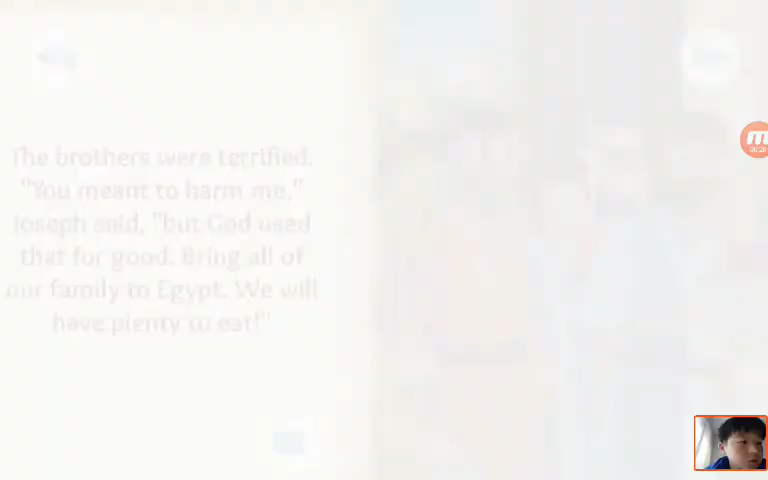 The brothers were terrified.
"You meant to harm me,"
Joseph said, "but God used
that for good. Bring all of
our family to Egypt. We will
have plenty to eat!"